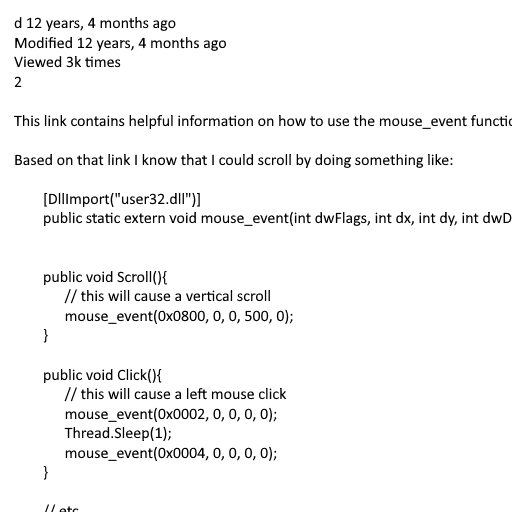 d 12 years, 4 months ago
Modified 12 years, 4 months ago
Viewed 3k times
2
This link contains helpful information on how to use the mouse_event functio
Based on that link I know that I could scroll by doing something like:
[DllImport("user32.dll")]
public static extern void mouse_event(int dwFlags, int dx, int dy, int dwD
public void Scroll(){
// this will cause a vertical scroll
mouse_event(0x0800, 0, 0, 500, 0);
}
public void Click(){
// this will cause a left mouse click
mouse_event(0x0002, 0, 0, 0, 0);
Thread.Sleep(1);
mouse_event(0x0004, 0, 0, 0, 0);
}
// etc